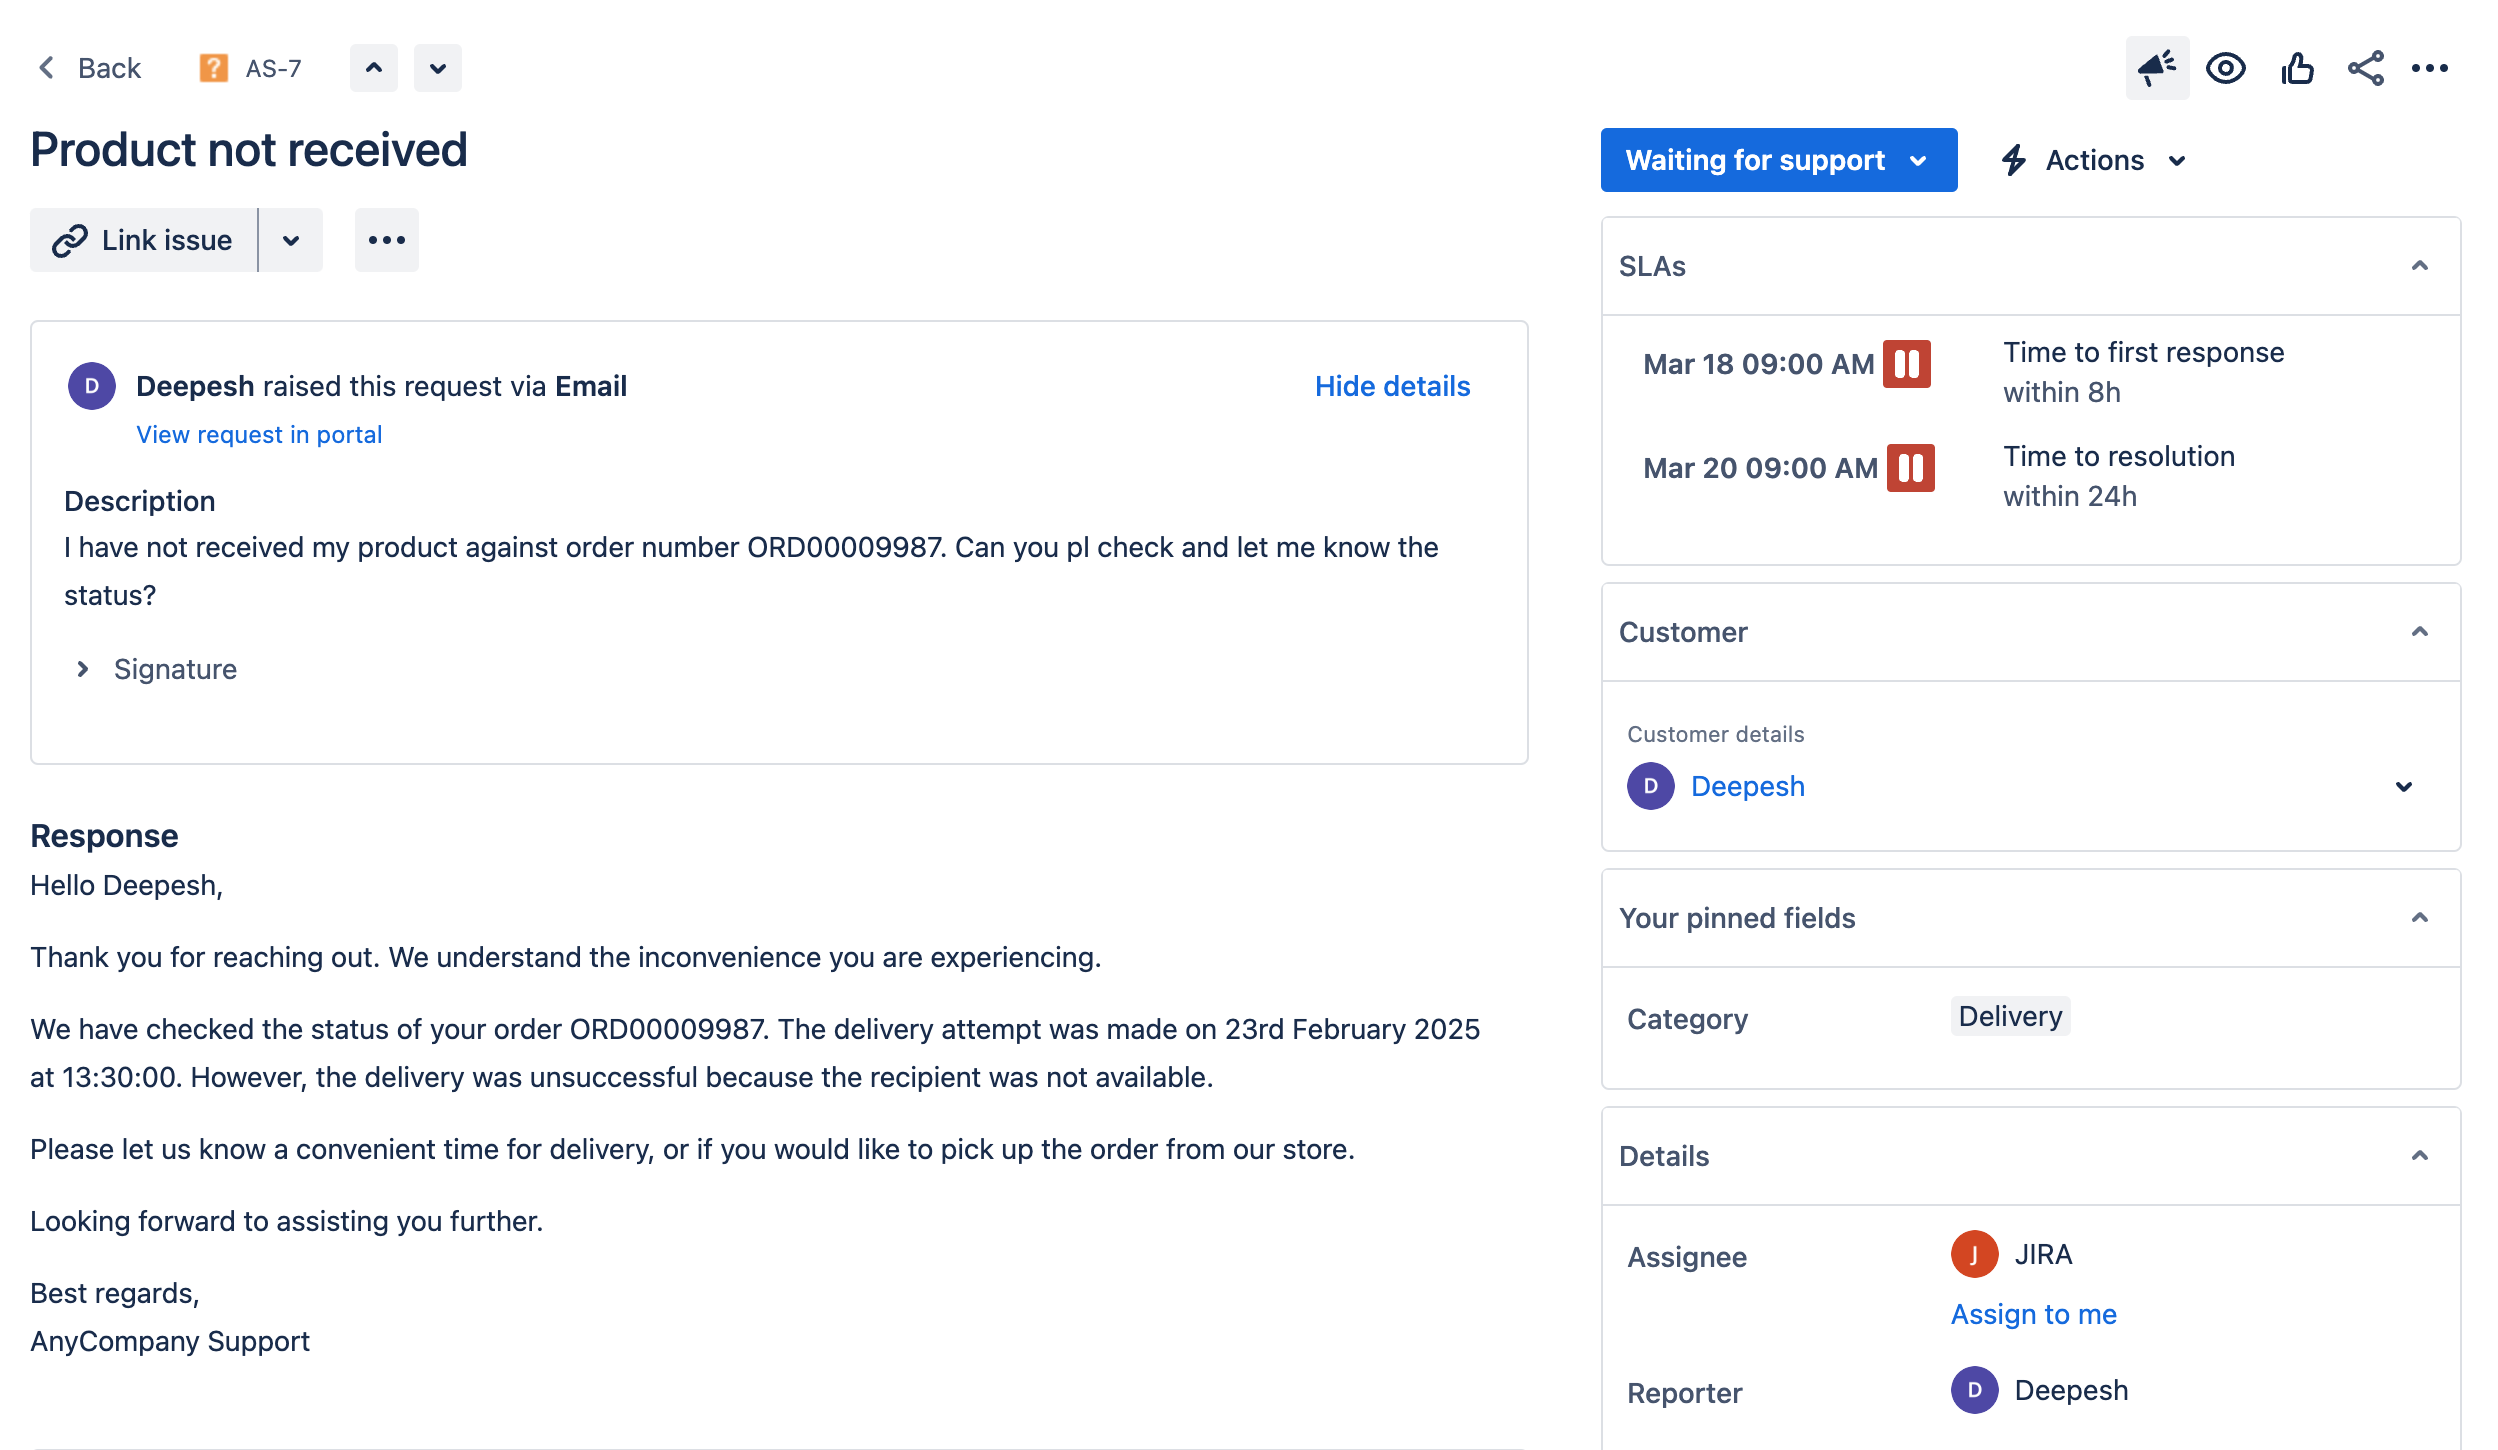 Back
AS-7
Product not received
Link issue
Deepesh raised this request via Email
Hide details
View request in portal
Description
I have not received my product against order number ORD00009987. Can you pl check and let me know the
status?
Signature
Response
Hello Deepesh,
Thank you for reaching out. We understand the inconvenience you are experiencing.
We have checked the status of your order ORD00009987. The delivery attempt was made on 23rd February 2025
at 13:30:00. However, the delivery was unsuccessful because the recipient was not available.
Please let us know a convenient time for delivery, or if you would like to pick up the order from our store.
Looking forward to assisting you further.
Best regards,
AnyCompany Support
Waiting for support
Actions
SLAs
Mar 18 09:00 AM
Time to first response
within 8h
Mar 20 09:00 AM
Time to resolution
within 24h
Customer
Customer details
D
Deepesh
Your pinned fields
Category
Delivery
Details
Assignee
J
JIRA
Assign to me
Reporter
D
Deepesh